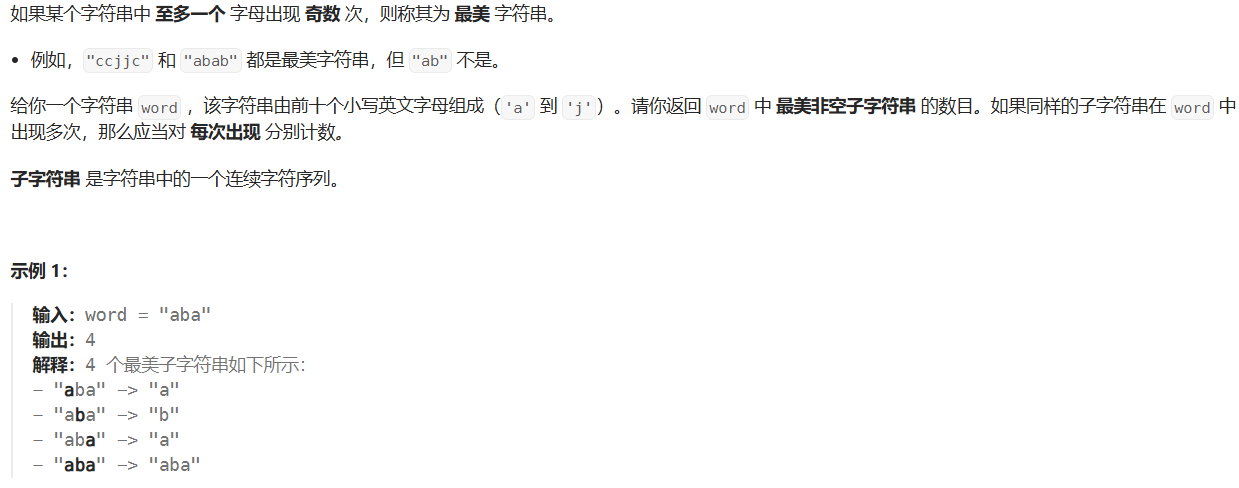 如果某个字符串中 至多一个 字母出现 奇数 次，则称其为 最美 字符串。
• 例如，"ccjjc" 和 "abab" 都是最美字符串，但 "ab" 不是。
给你一个字符串 word ，该字符串由前十个小写英文字母组成（'a' 到 'j'）。请你返回 word 中 最美非空子字符串 的数目。如果同样的子字符串在 word 中
出现多次，那么应当对 每次出现 分别计数。
子字符串 是字符串中的一个连续字符序列。
示例 1：
输入：word = "aba"
输出：4
解释：4 个最美子字符串如下所示：
- "aba" -> "a"
- "aba" -> "b"
- "aba" -> "a"
- "aba" -> "aba"